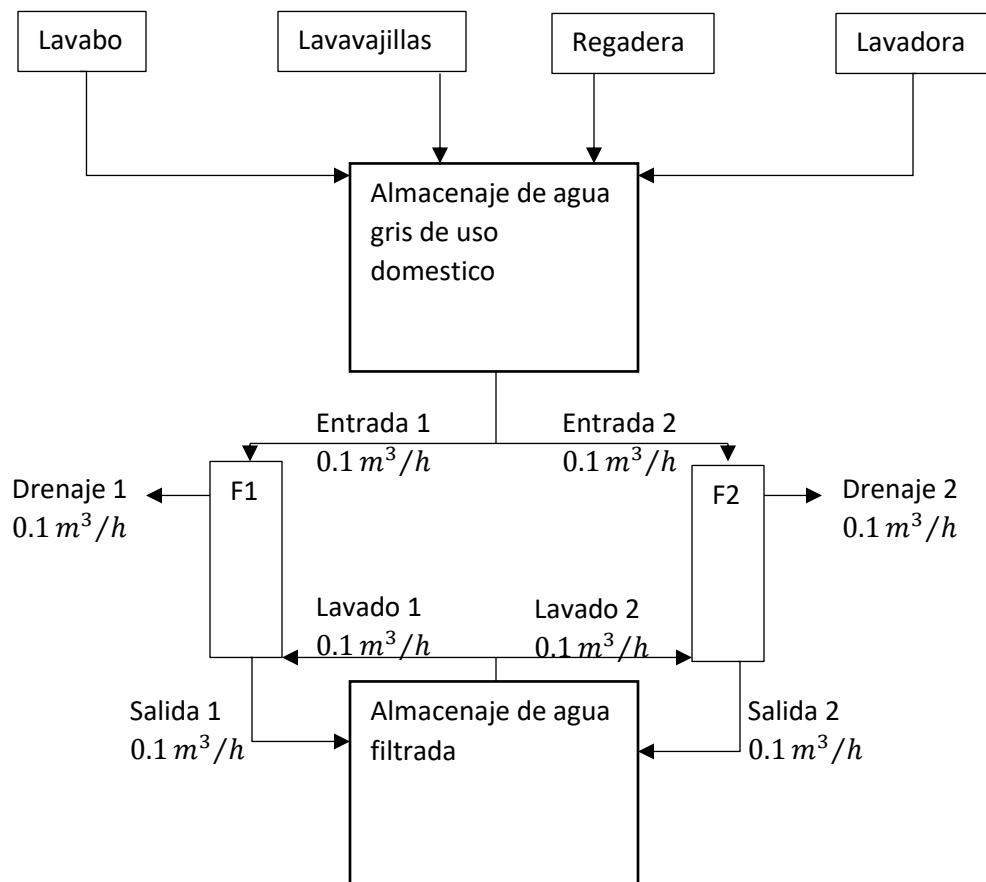 Lavabo
Lavavajillas
Regadera
Lavadora
Almacenaje de agua
gris de uso
domestico
Entrada 1
0.1 m³/h
Entrada 2
0.1 m³/h
Drenaje 1
0.1 m³/h
F1
F2
Drenaje 2
0.1 m³/h
Lavado 1
0.1 m³/h
Lavado 2
0.1 m³/h
Salida 1
0.1 m³/h
Almacenaje de agua
filtrada
Salida 2
0.1 m³/h